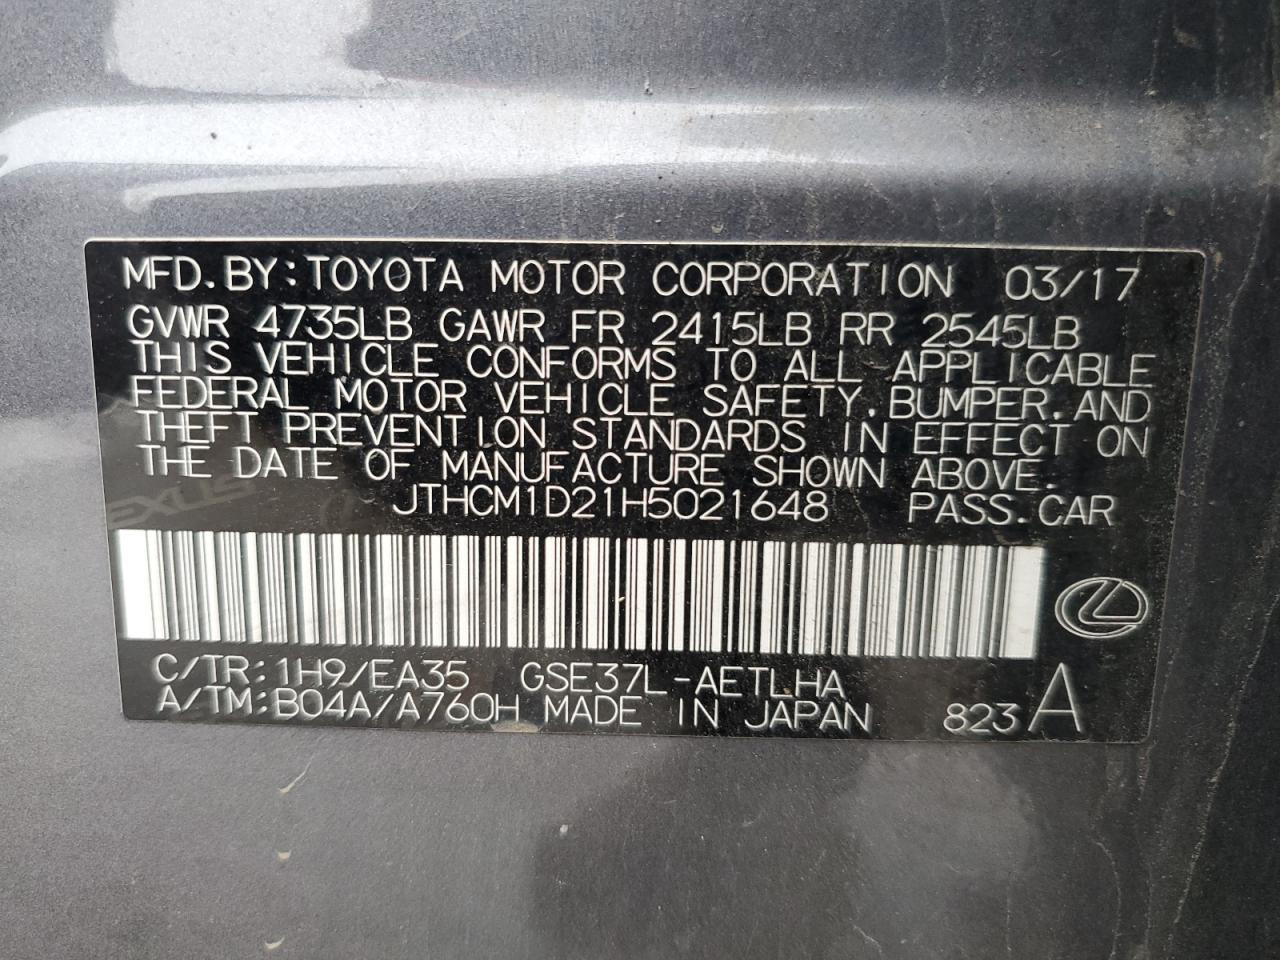 MFD. BY: TOYOTA MOTOR CORPORATION 03/17
GVWR 4735LB GAWR FR 2415LB RR 2545LB
THIS VEHICLE CONFORMS TO ALL APPLICABLE
FEDERAL MOTOR VEHICLE SAFETY, BUMPER, AND
THEFT PREVENTION STANDARDS IN EFFECT ON
THE DATE OF MANUFACTURE SHOWN ABOVE.
JTHCM1D21H5021648 PASS. CAR
LEXUS
C/TR: 1H9/EA35 GSE37L-AETLHA
A/TM: B04A/A760H MADE IN JAPAN 823 A